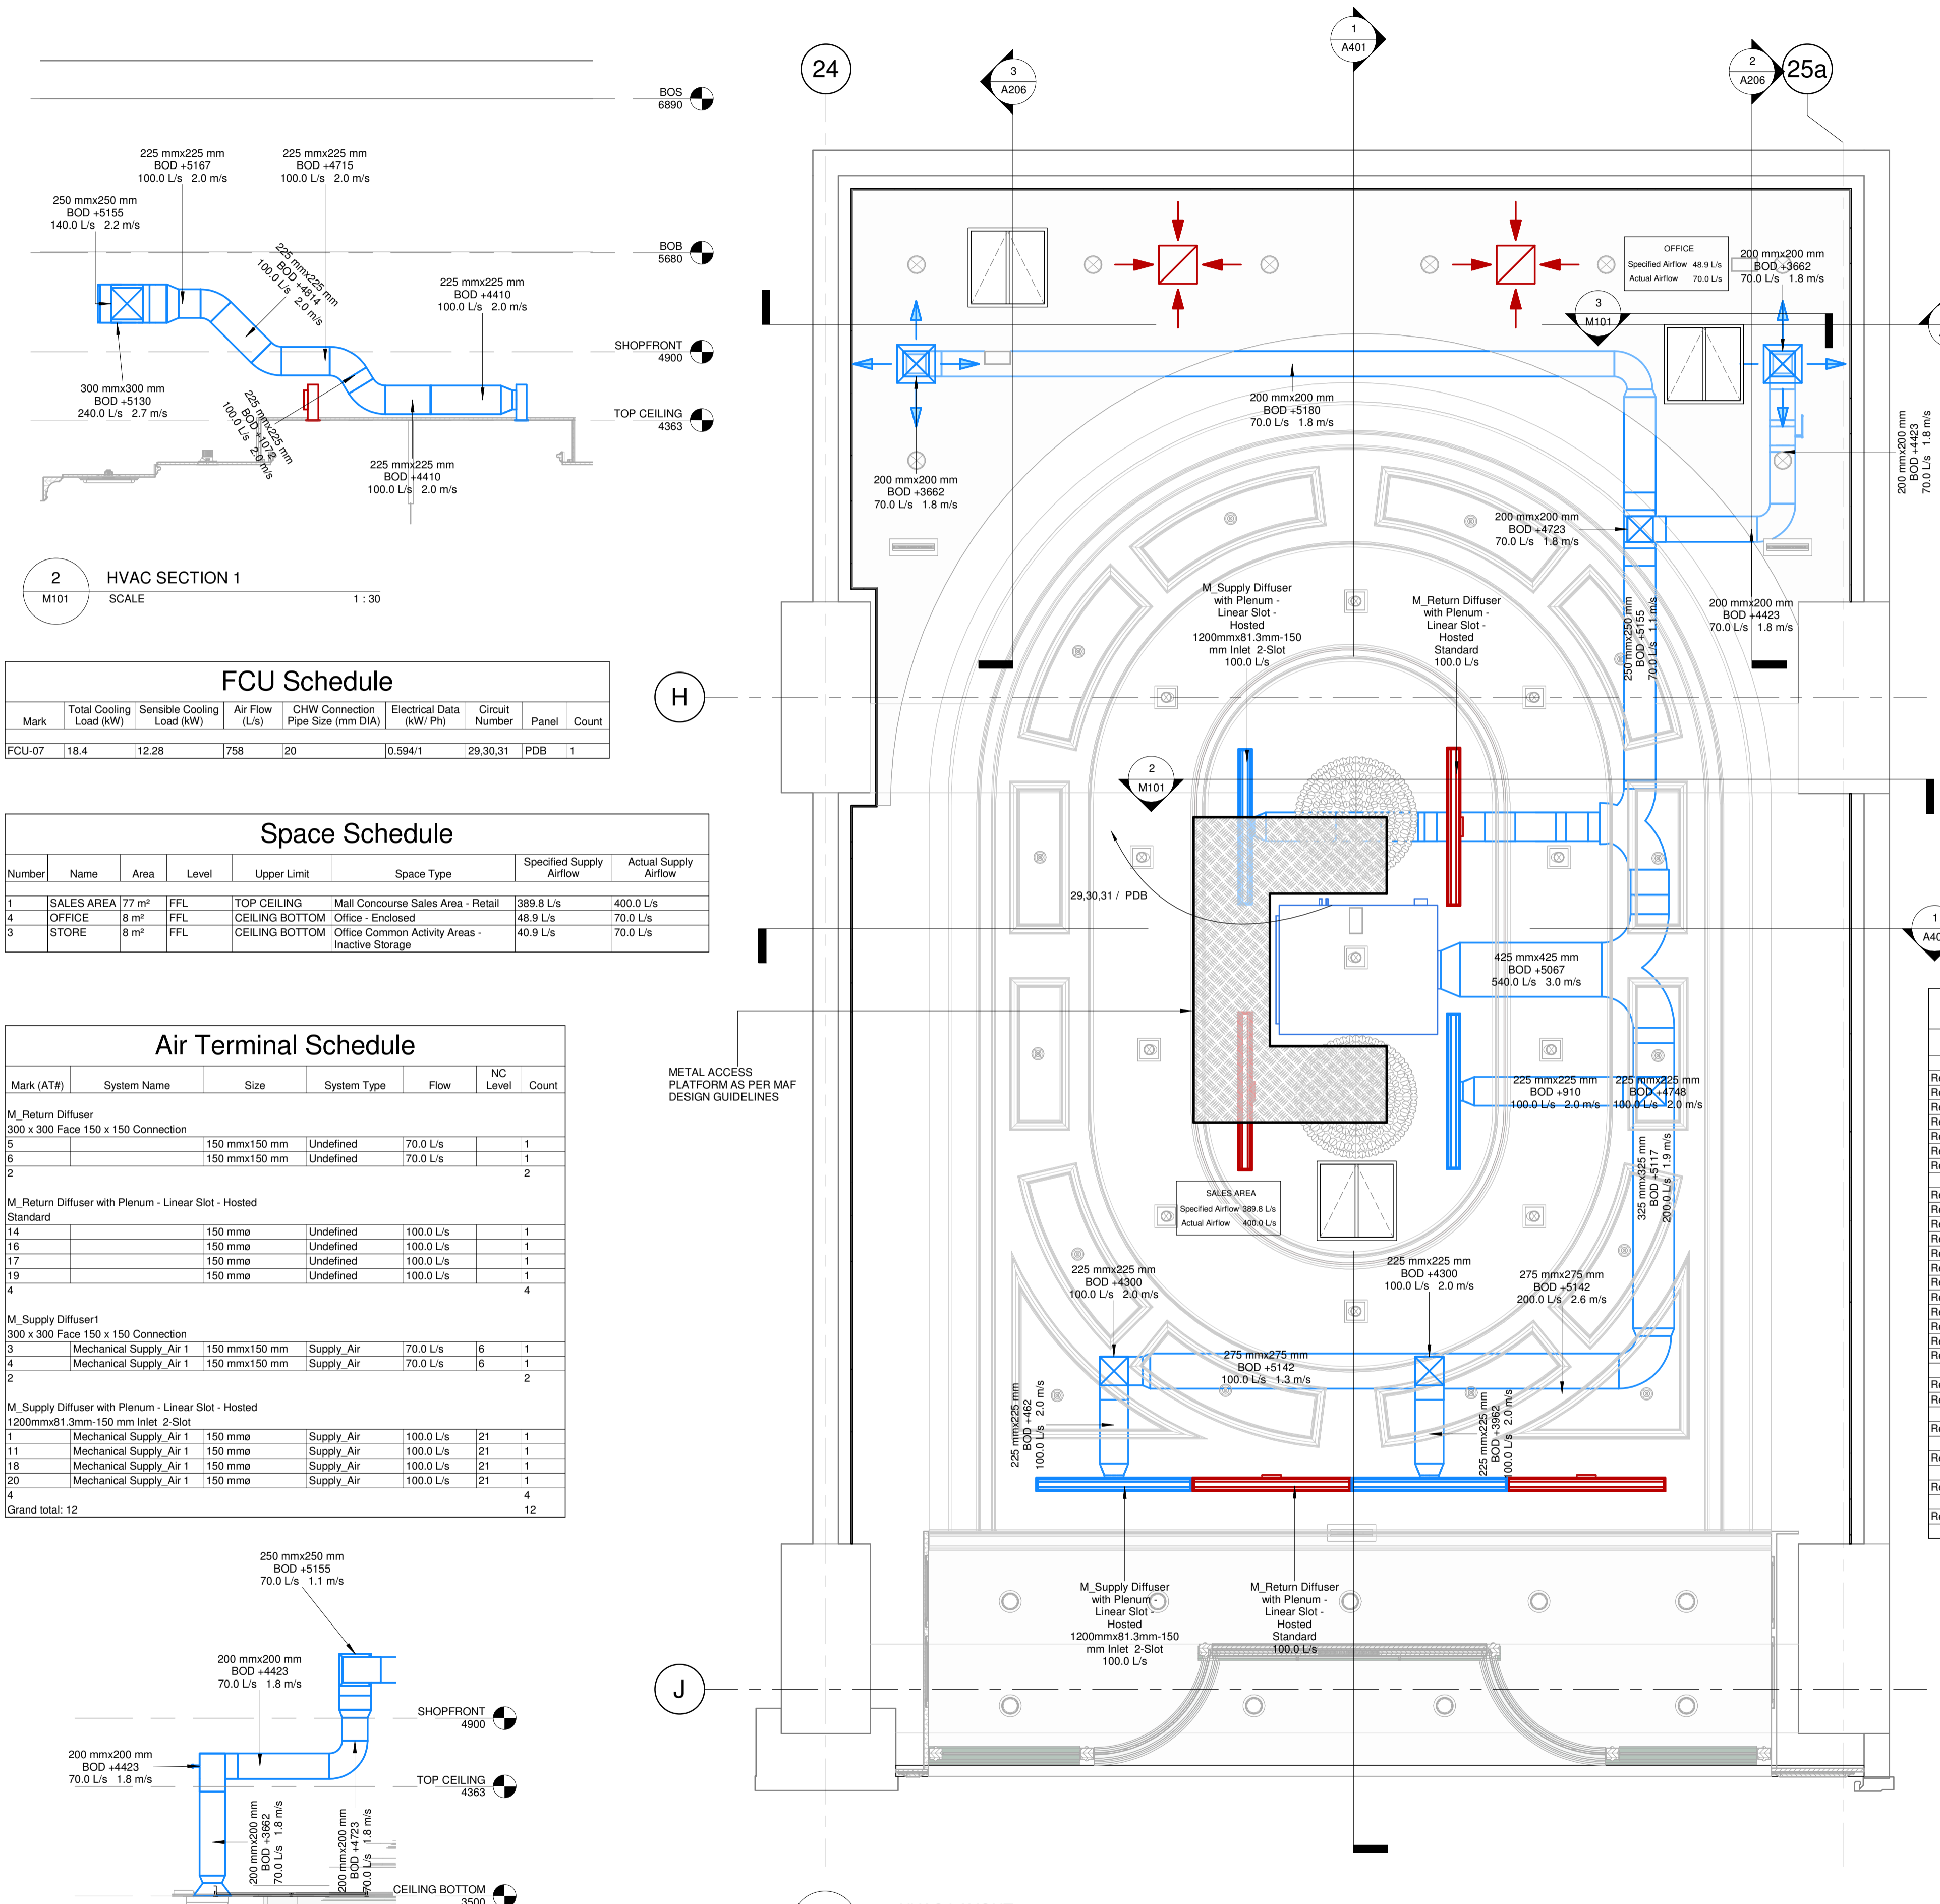 BOS
6890
225 mmx225 mm
BOD +5167
100.0 L/s 2.0 m/s
225 mmx225 mm
BOD +4715
100.0 L/s 2.0 m/s
250 mmx250 mm
BOD +5155
140.0 L/s 2.2 m/s
225 mmx225 mm
BOD +4814
100.0 L/s 2.0 m/s
BOB
5680
225 mmx225 mm
BOD +4410
100.0 L/s 2.0 m/s
SHOPFRONT
4900
300 mmx300 mm
BOD +5130
240.0 L/s 2.7 m/s
225 mmx225 mm
BOD +1072
100.0 L/s 2.0 m/s
TOP CEILING
4363
225 mmx225 mm
BOD +4410
100.0 L/s 2.0 m/s
2
M101
HVAC SECTION 1
SCALE 1 : 30
FCU Schedule
Mark Total Cooling Load (kW) Sensible Cooling Load (kW) Air Flow (L/s) CHW Connection Pipe Size (mm DIA) Electrical Data (kW/ Ph) Circuit Number Panel Count
FCU-07 18.4 12.28 758 20 0.594/1 29,30,31 PDB 1
Space Schedule
Number Name Area Level Upper Limit Space Type Specified Supply Airflow Actual Supply Airflow
1 SALES AREA 77 m² FFL TOP CEILING Mall Concourse Sales Area - Retail 389.8 L/s 400.0 L/s
4 OFFICE 8 m² FFL CEILING BOTTOM Office - Enclosed 48.9 L/s 70.0 L/s
3 STORE 8 m² FFL CEILING BOTTOM Office Common Activity Areas - 40.9 L/s 70.0 L/s
Inactive Storage
Air Terminal Schedule
Mark (AT#) System Name Size System Type Flow NC Level Count
M_Return Diffuser
300 x 300 Face 150 x 150 Connection
5 150 mmx150 mm Undefined 70.0 L/s 1
6 150 mmx150 mm Undefined 70.0 L/s 1
2 2
M_Return Diffuser with Plenum - Linear Slot - Hosted
Standard
14 150 mmø Undefined 100.0 L/s 1
16 150 mmø Undefined 100.0 L/s 1
17 150 mmø Undefined 100.0 L/s 1
19 150 mmø Undefined 100.0 L/s 1
4 4
M_Supply Diffuser1
300 x 300 Face 150 x 150 Connection
3 Mechanical Supply_Air 1 150 mmx150 mm Supply_Air 70.0 L/s 6 1
4 Mechanical Supply_Air 1 150 mmx150 mm Supply_Air 70.0 L/s 6 1
2 2
M_Supply Diffuser with Plenum - Linear Slot - Hosted
1200mmx81.3mm-150 mm Inlet 2-Slot
1 Mechanical Supply_Air 1 150 mmø Supply_Air 100.0 L/s 21 1
11 Mechanical Supply_Air 1 150 mmø Supply_Air 100.0 L/s 21 1
18 Mechanical Supply_Air 1 150 mmø Supply_Air 100.0 L/s 21 1
20 Mechanical Supply_Air 1 150 mmø Supply_Air 100.0 L/s 21 1
4 4
Grand total: 12 12
250 mmx250 mm
BOD +5155
70.0 L/s 1.1 m/s
200 mmx200 mm
BOD +4423
70.0 L/s 1.8 m/s
SHOPFRONT
4900
200 mmx200 mm
BOD +4423
70.0 L/s 1.8 m/s
TOP CEILING
4363
200 mmx200 mm
BOD +3662
70.0 L/s 1.8 m/s
200 mmx200 mm
BOD +4723
70.0 L/s 1.8 m/s
CEILING BOTTOM
3500
24
3
A206
1
A401
2
A206
25a
OFFICE
Specified Airflow 48.9 L/s
Actual Airflow 70.0 L/s
200 mmx200 mm
BOD +3662
70.0 L/s 1.8 m/s
3
M101
200 mmx200 mm
BOD +5180
70.0 L/s 1.8 m/s
200 mmx200 mm
BOD +4423
70.0 L/s 1.8 m/s
200 mmx200 mm
BOD +3662
70.0 L/s 1.8 m/s
200 mmx200 mm
BOD +4723
70.0 L/s 1.8 m/s
M_Supply Diffuser
with Plenum -
Linear Slot -
Hosted
1200mmx81.3mm-150
mm Inlet 2-Slot
100.0 L/s
M_Return Diffuser
with Plenum -
Linear Slot -
Hosted
Standard
100.0 L/s
250 mmx250 mm
BOD +5155
70.0 L/s 1.1 m/s
200 mmx200 mm
BOD +4423
70.0 L/s 1.8 m/s
H
2
M101
29,30,31 / PDB
1
425 mmx425 mm
BOD +5067
540.0 L/s 3.0 m/s
METAL ACCESS
PLATFORM AS PER MAF
DESIGN GUIDELINES
225 mmx225 mm
BOD +910
100.0 L/s 2.0 m/s
225 mmx225 mm
BOD +4748
100.0 L/s 2.0 m/s
325 mmx325 mm
BOD +5117
200.0 L/s 1.9 m/s
SALES AREA
Specified Airflow 389.8 L/s
Actual Airflow 400.0 L/s
225 mmx225 mm
BOD +4300
100.0 L/s 2.0 m/s
225 mmx225 mm
BOD +4300
100.0 L/s 2.0 m/s
275 mmx275 mm
BOD +5142
200.0 L/s 2.6 m/s
275 mmx275 mm
BOD +5142
100.0 L/s 1.3 m/s
225 mmx225 mm
BOD +462
100.0 L/s 2.0 m/s
225 mmx225 mm
BOD +3962
100.0 L/s 2.0 m/s
M_Supply Diffuser
with Plenum -
Linear Slot -
Hosted
1200mmx81.3mm-150
mm Inlet 2-Slot
100.0 L/s
M_Return Diffuser
with Plenum -
Linear Slot -
Hosted
Standard
100.0 L/s
J